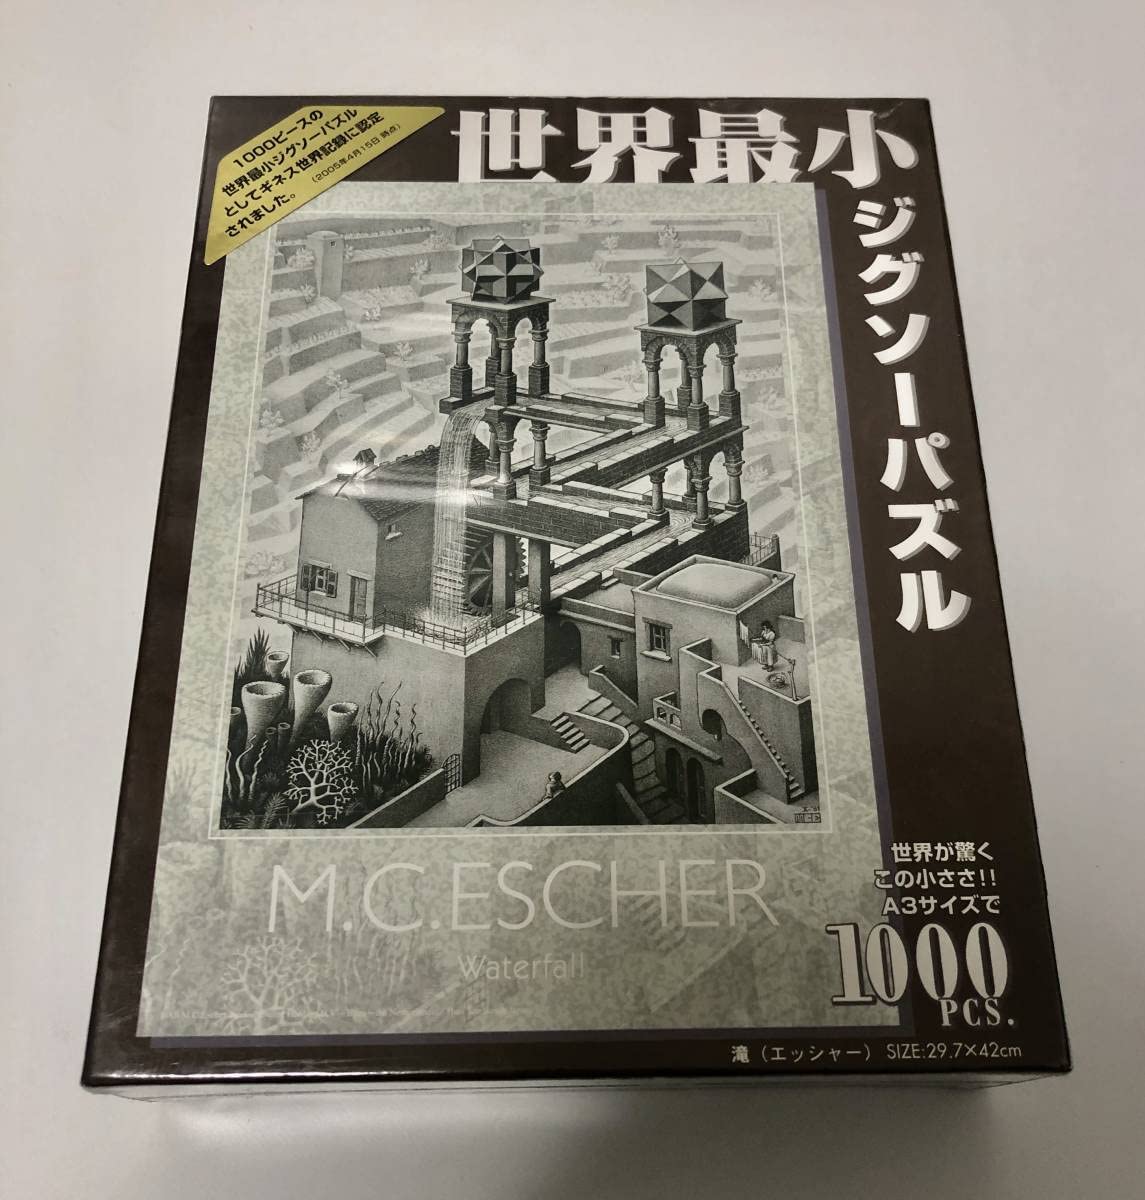 1000ピースの
世界最小ジグソーパズル
としてギネス世界記録に認定
されました。
(2005年4月15日 時点)
世界最小
ジグソーパズル
M.C.ESCHER
Waterfall
世界が驚く
この小ささ!!
A3サイズで
1000
PCS.
滝（エッシャー） SIZE:29.7×42cm